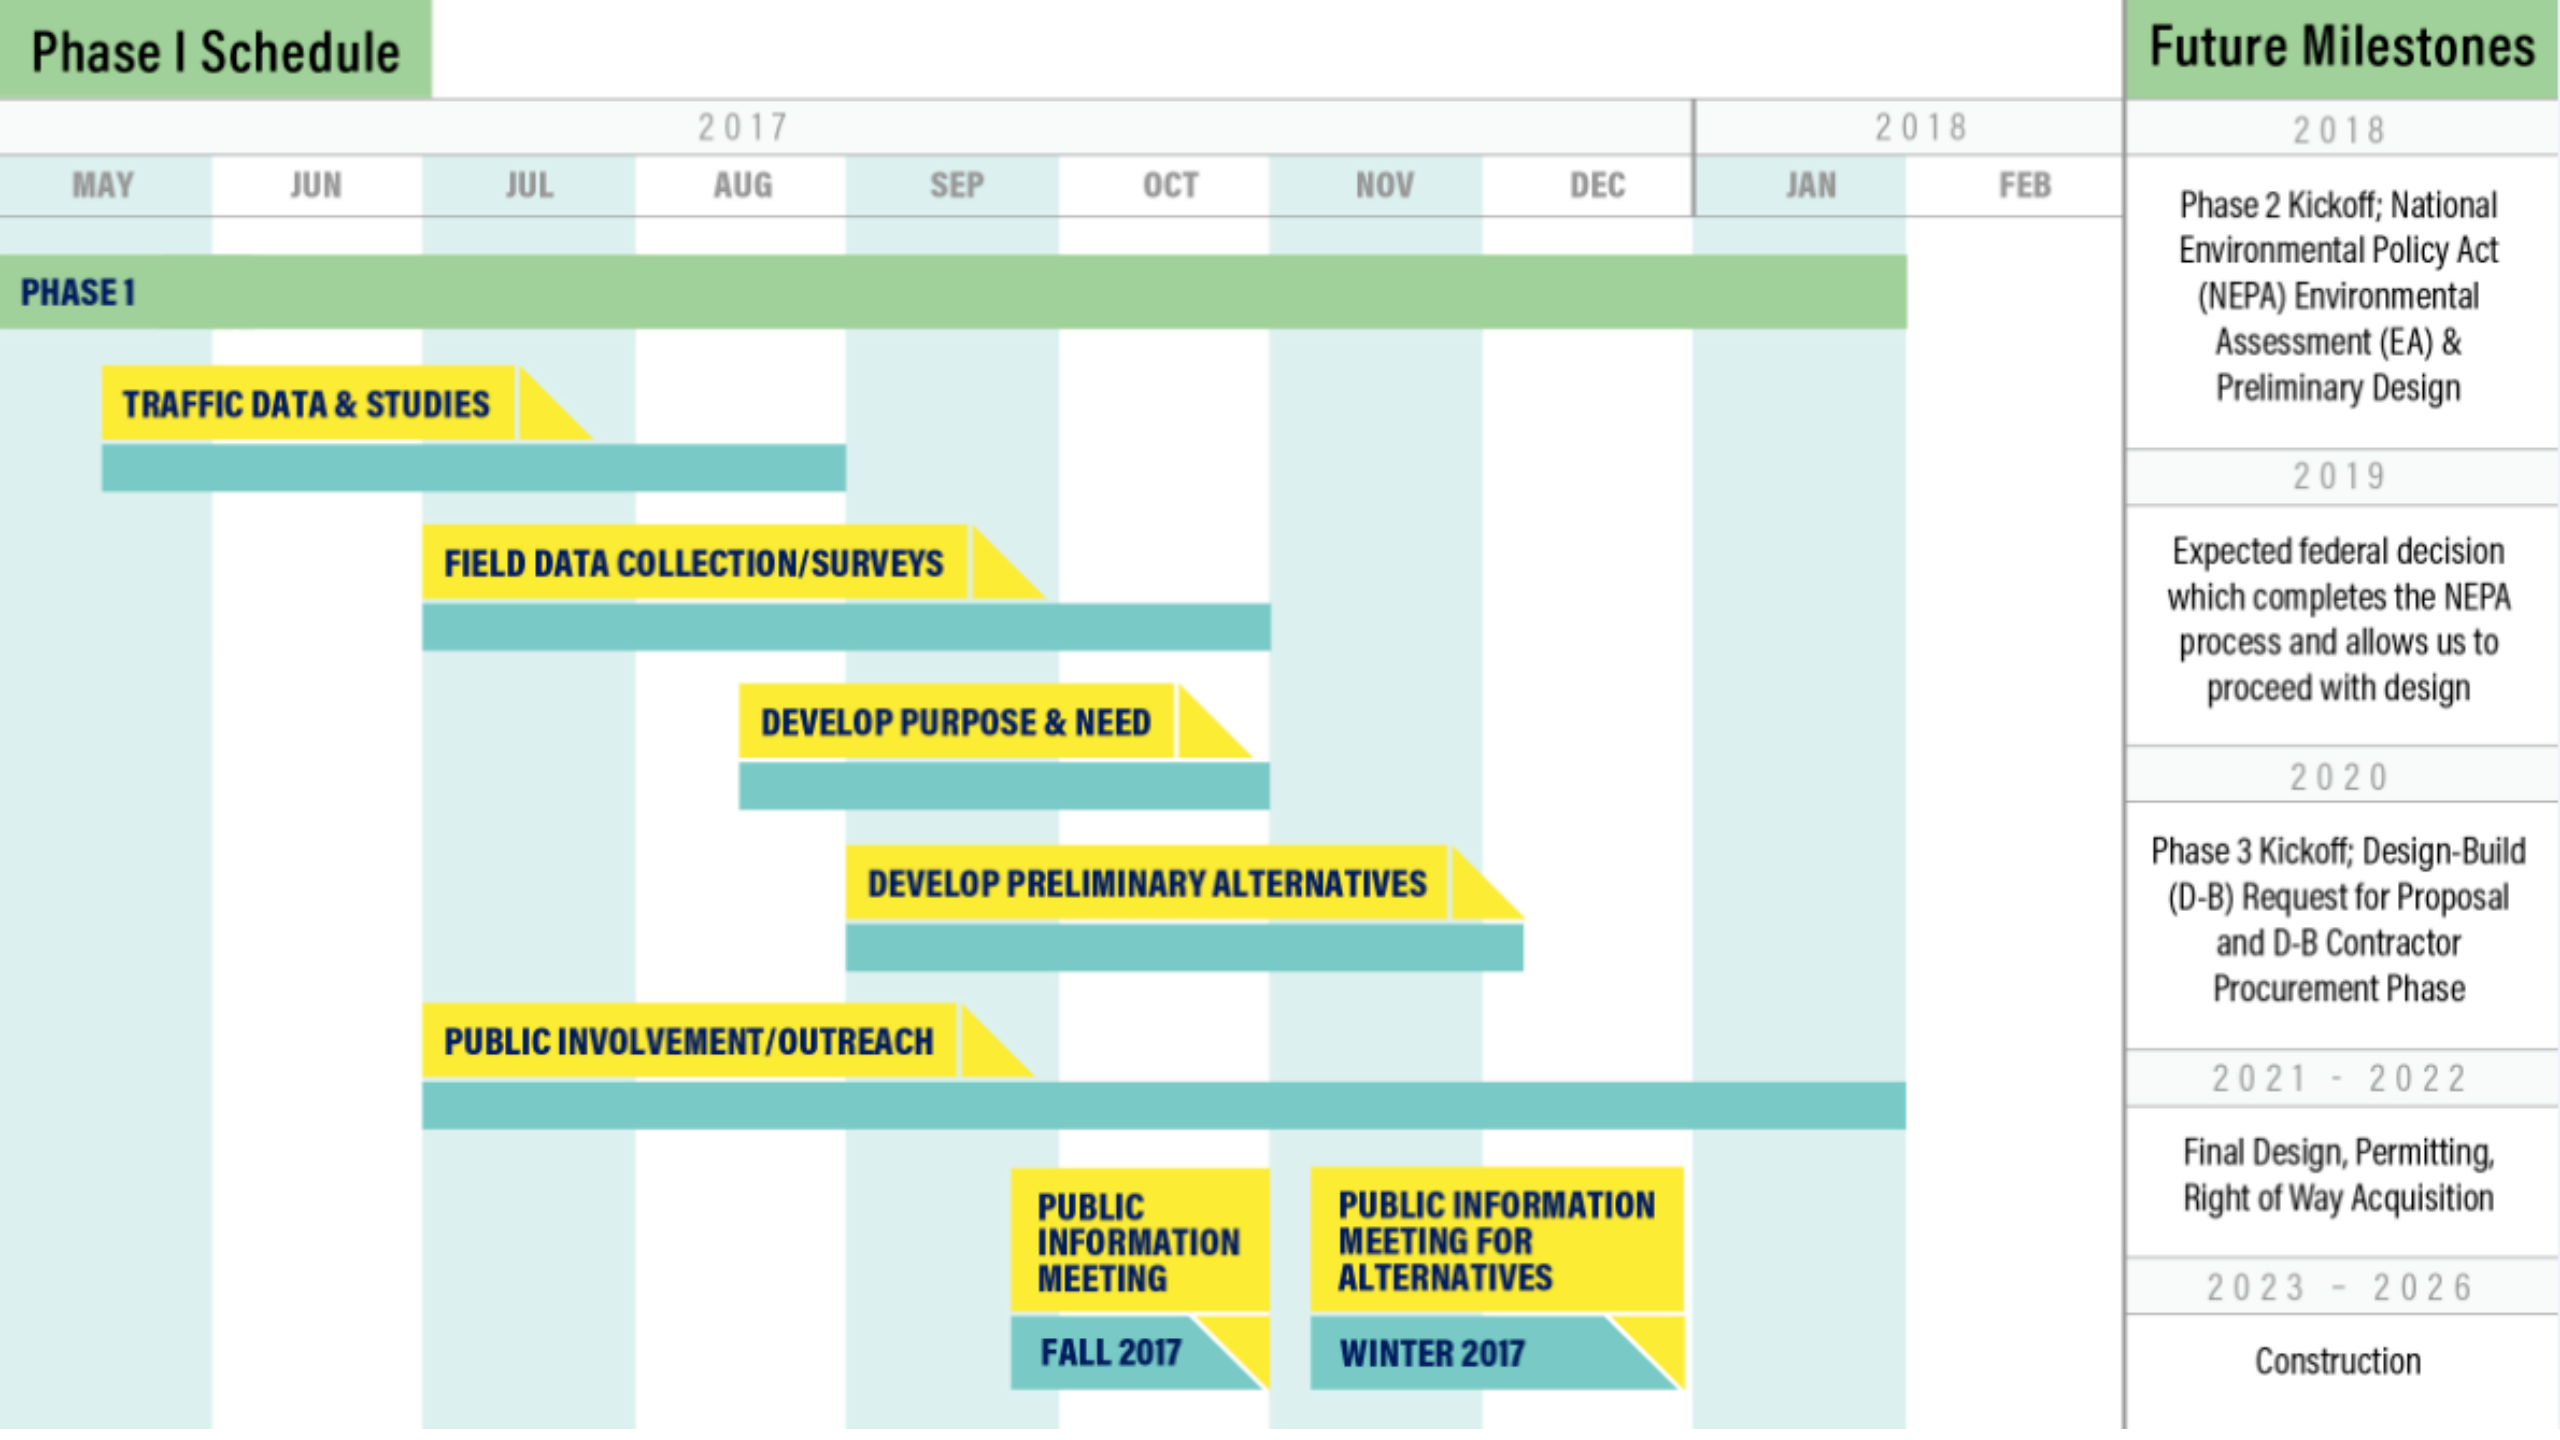 Phase I Schedule
2017
2018
MAY JUN JUL AUG SEP OCT NOV DEC JAN FEB
PHASE 1
TRAFFIC DATA & STUDIES
FIELD DATA COLLECTION/SURVEYS
DEVELOP PURPOSE & NEED
DEVELOP PRELIMINARY ALTERNATIVES
PUBLIC INVOLVEMENT/OUTREACH
PUBLIC
INFORMATION
MEETING
FALL 2017
PUBLIC INFORMATION
MEETING FOR
ALTERNATIVES
WINTER 2017
Future Milestones
2018
Phase 2 Kickoff; National
Environmental Policy Act
(NEPA) Environmental
Assessment (EA) &
Preliminary Design
2019
Expected federal decision
which completes the NEPA
process and allows us to
proceed with design
2020
Phase 3 Kickoff; Design-Build
(D-B) Request for Proposal
and D-B Contractor
Procurement Phase
2021 - 2022
Final Design, Permitting,
Right of Way Acquisition
2023 – 2026
Construction